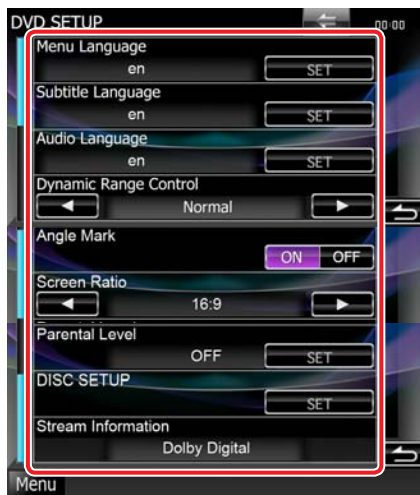 DVD SETUP 00:00
Menu Language
en SET
Subtitle Language
en SET
Audio Language
en SET
Dynamic Range Control
Normal
Angle Mark
ON OFF
Screen Ratio
16:9
Parental Level
OFF SET
DISC SETUP
SET
Stream Information
Dolby Digital
Menu